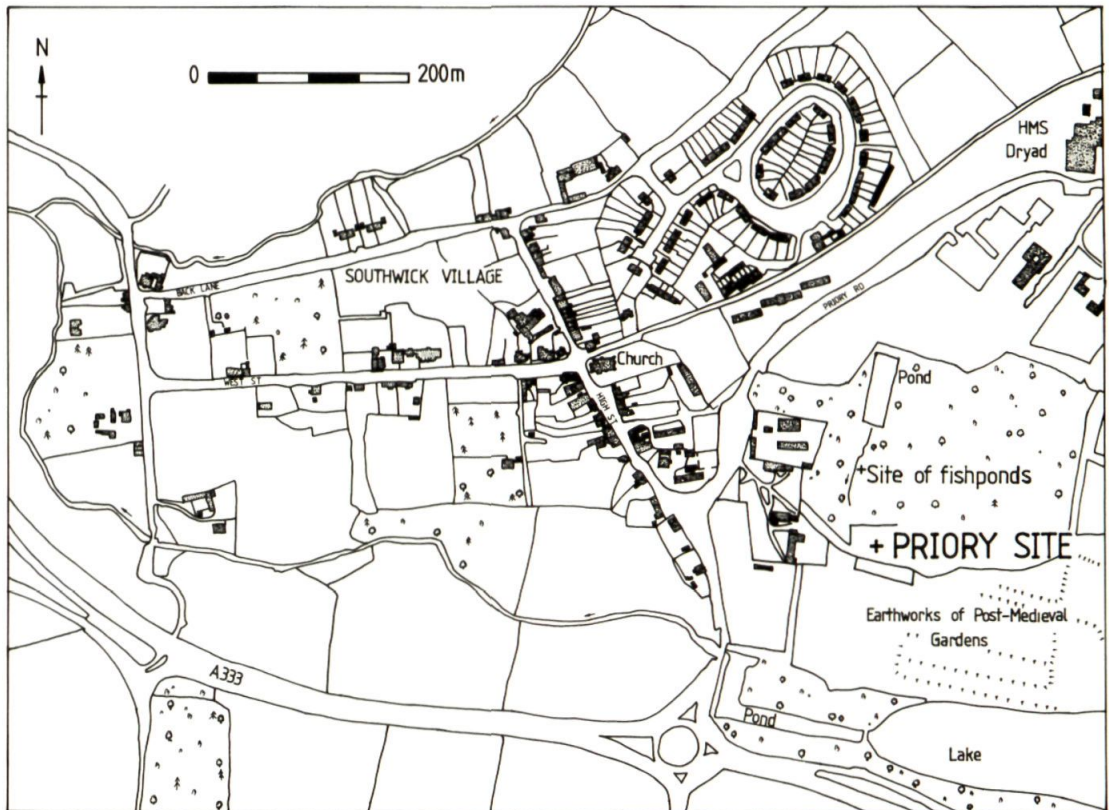 N
0 200m
HMS
Dryad
SOUTHWICK VILLAGE
BACK LANE
PRIORY RD
Church
WEST ST
HIGH ST
Pond
+Site of fishponds
+ PRIORY SITE
Earthworks of Post-Medieval
Gardens
A333
Pond
Lake